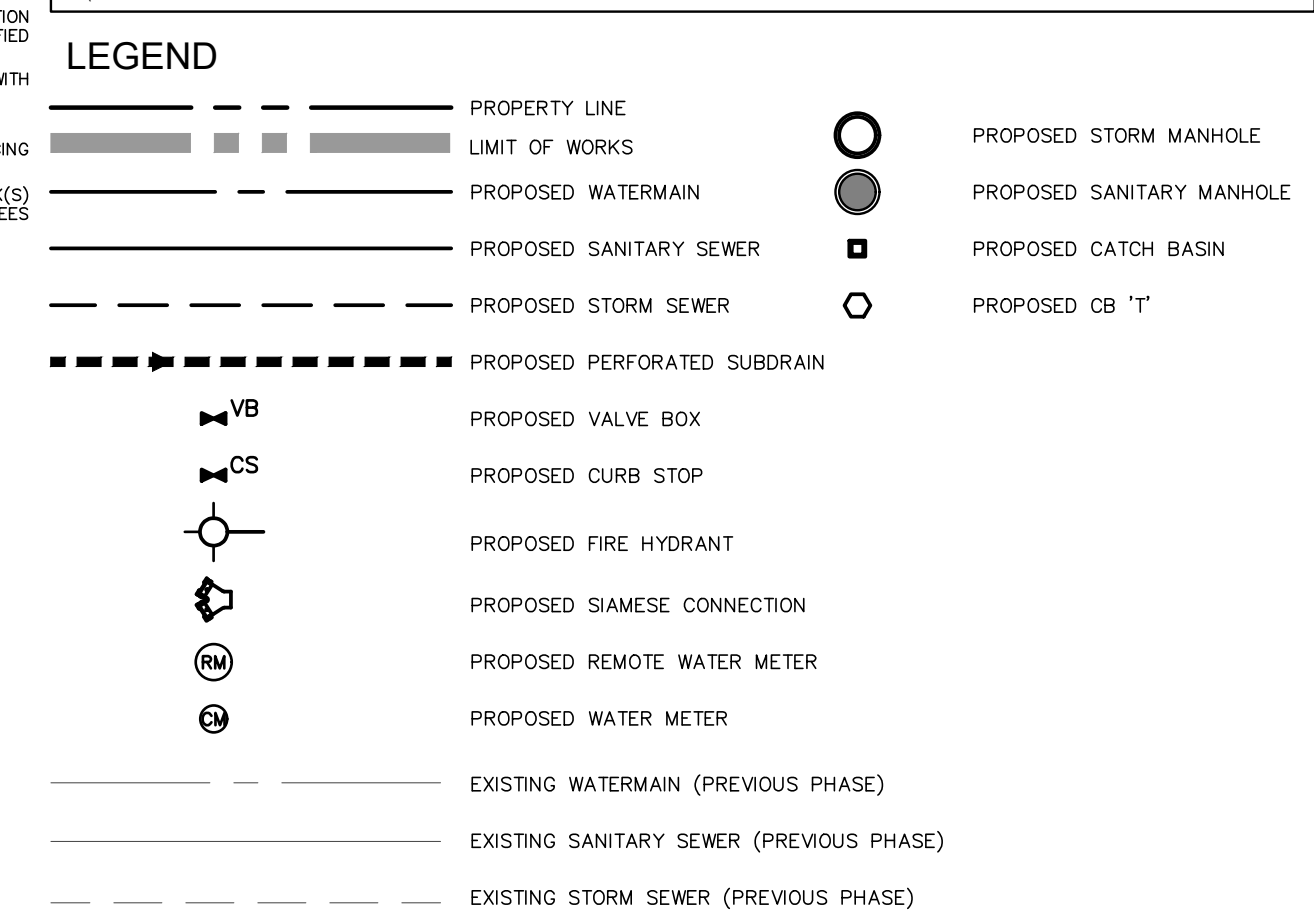 LEGEND
PROPERTY LINE
LIMIT OF WORKS
PROPOSED WATERMAIN
PROPOSED SANITARY SEWER
PROPOSED STORM SEWER
PROPOSED PERFORATED SUBDRAIN
VB
PROPOSED VALVE BOX
CS
PROPOSED CURB STOP
PROPOSED FIRE HYDRANT
PROPOSED SIAMESE CONNECTION
RM
PROPOSED REMOTE WATER METER
CM
PROPOSED WATER METER
EXISTING WATERMAIN (PREVIOUS PHASE)
EXISTING SANITARY SEWER (PREVIOUS PHASE)
EXISTING STORM SEWER (PREVIOUS PHASE)
PROPOSED STORM MANHOLE
PROPOSED SANITARY MANHOLE
PROPOSED CATCH BASIN
PROPOSED CB 'T'